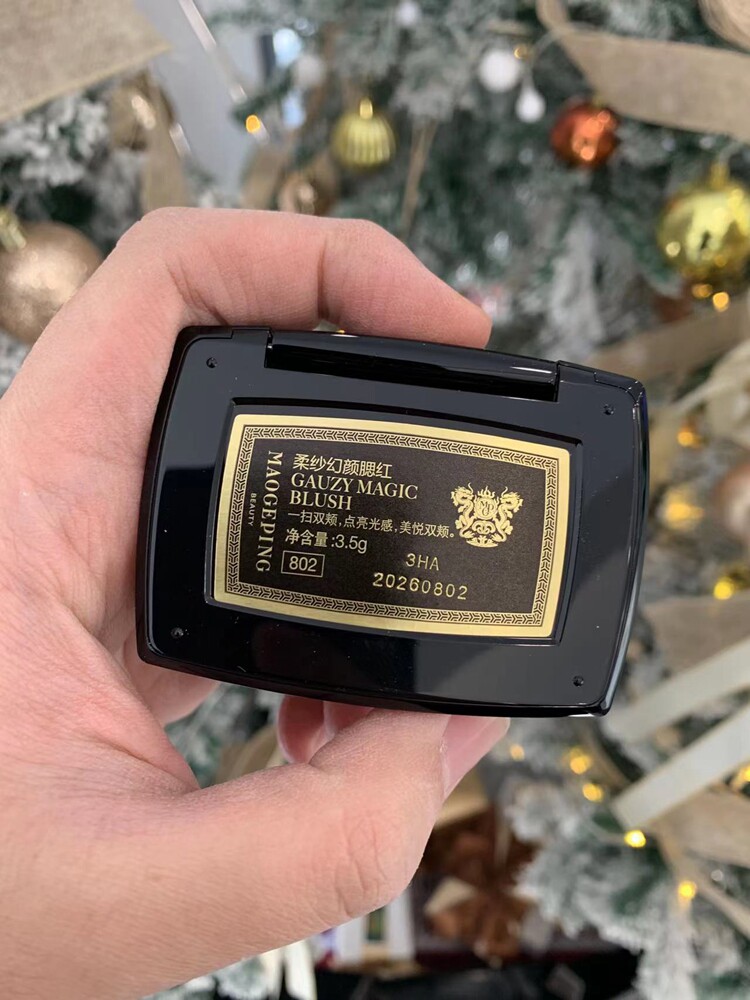 柔纱幻颜腮红
GAUZY MAGIC
BLUSH
一扫双颊,点亮光感,美悦双颊。
净含量:3.5g
802
3HA
20260802
MAOGEPING
BEAUTY